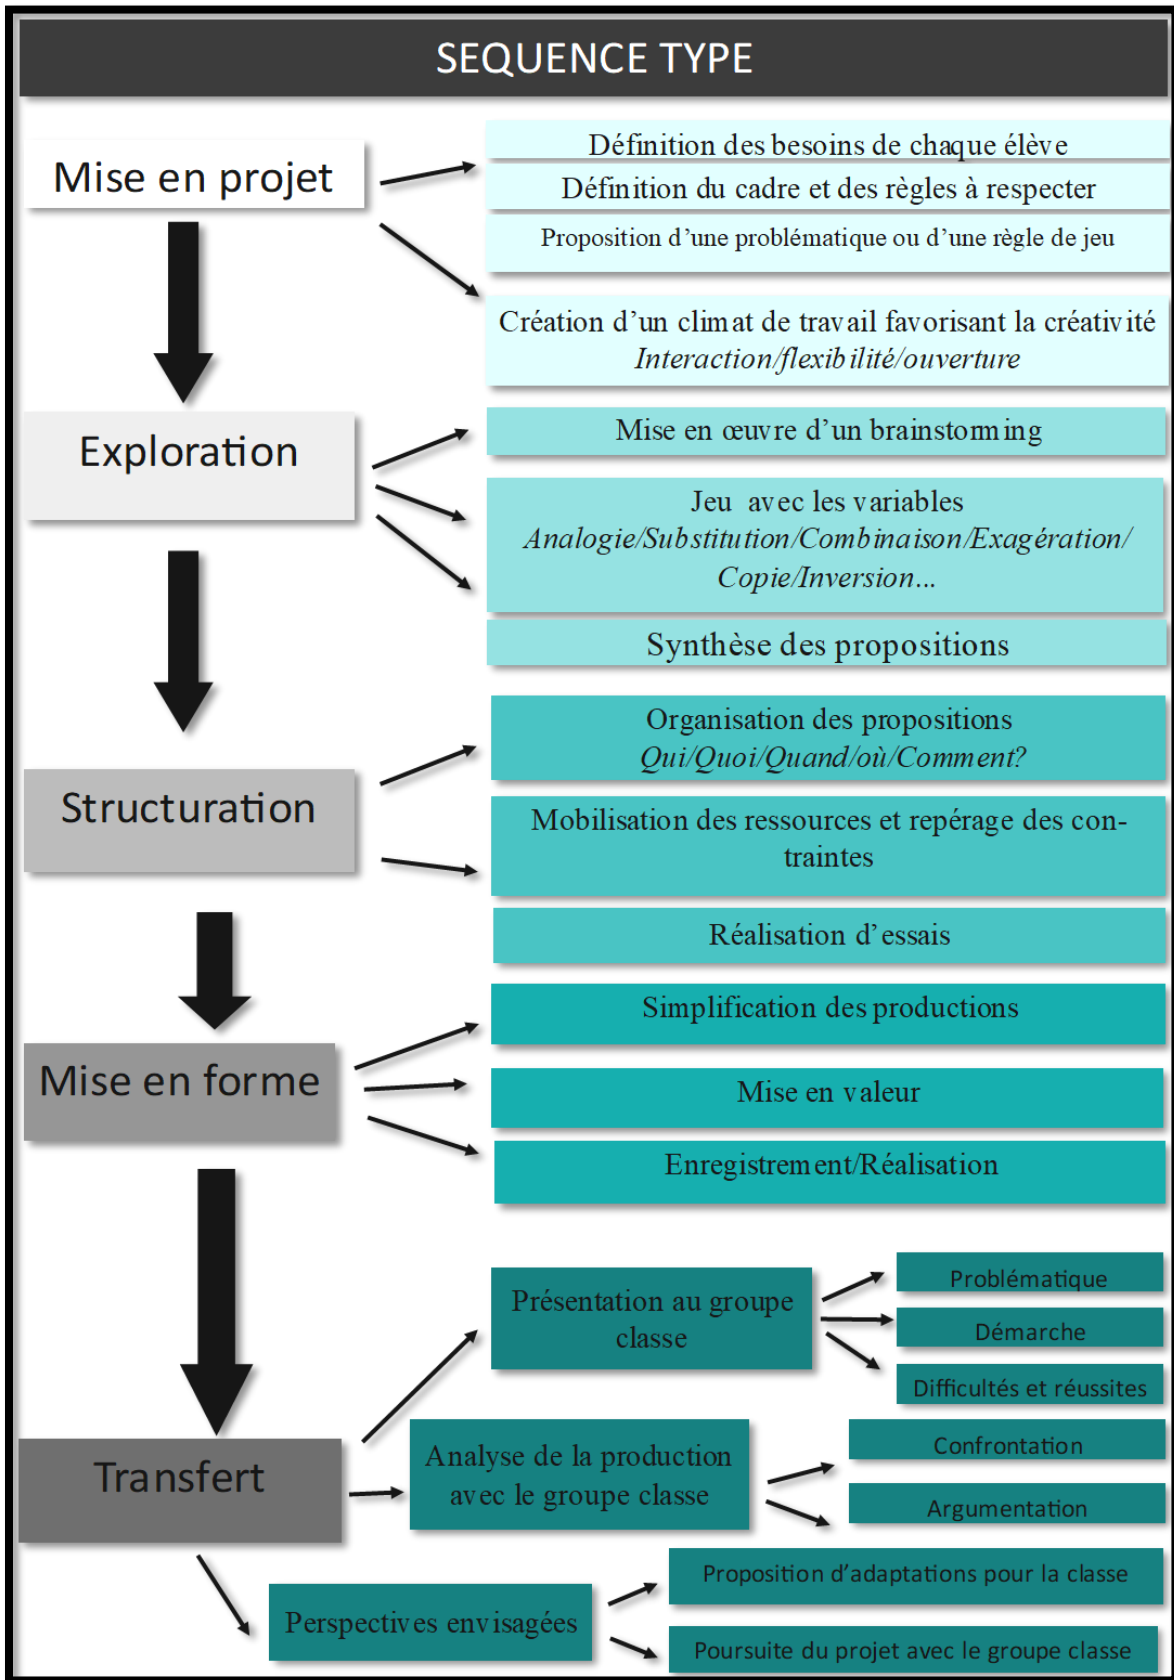 SEQUENCE TYPE
Mise en projet
Définition des besoins de chaque élève
Définition du cadre et des règles à respecter
Proposition d’une problématique ou d’une règle de jeu
Création d’un climat de travail favorisant la créativité
Interaction/flexibilité/ouverture
Exploration
Mise en œuvre d’un brainstorming
Jeu avec les variables
Analogie/Substitution/Combinaison/Exagération/
Copie/Inversion...
Synthèse des propositions
Structuration
Organisation des propositions
Qui/Quoi/Quand/où/Comment?
Mobilisation des ressources et repérage des con-
traintes
Réalisation d’essais
Mise en forme
Simplification des productions
Mise en valeur
Enregistrement/Réalisation
Transfert
Présentation au groupe
classe
Problématique
Démarche
Difficultés et réussites
Analyse de la production
avec le groupe classe
Confrontation
Argumentation
Perspectives envisagées
Proposition d’adaptations pour la classe
Poursuite du projet avec le groupe classe